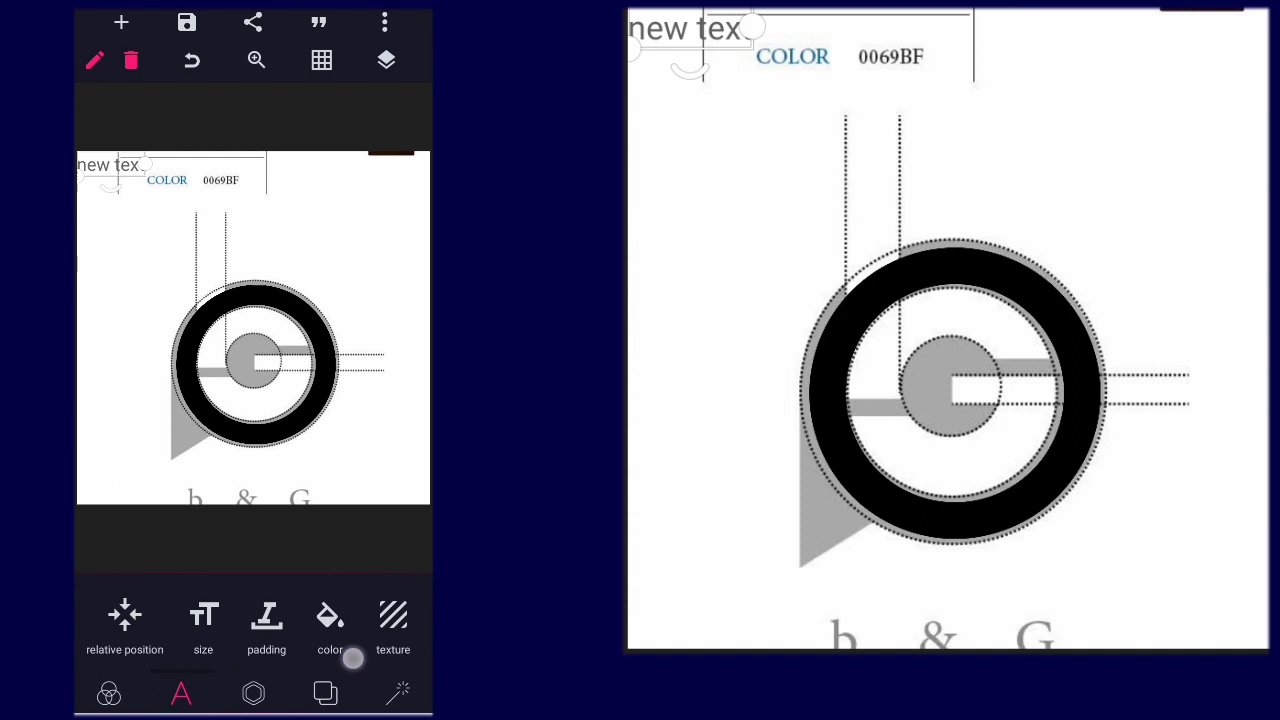 new tex
COLOR 0069BF
b & G
relative position size padding color texture
A
new tex
COLOR 0069BF
b & G